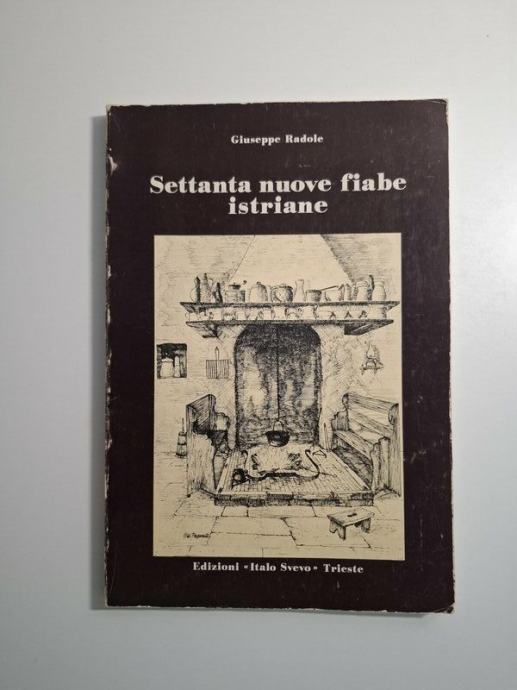 Giuseppe Radole
Settanta nuove fiabe
istriane
Edizioni «Italo Svevo» Trieste